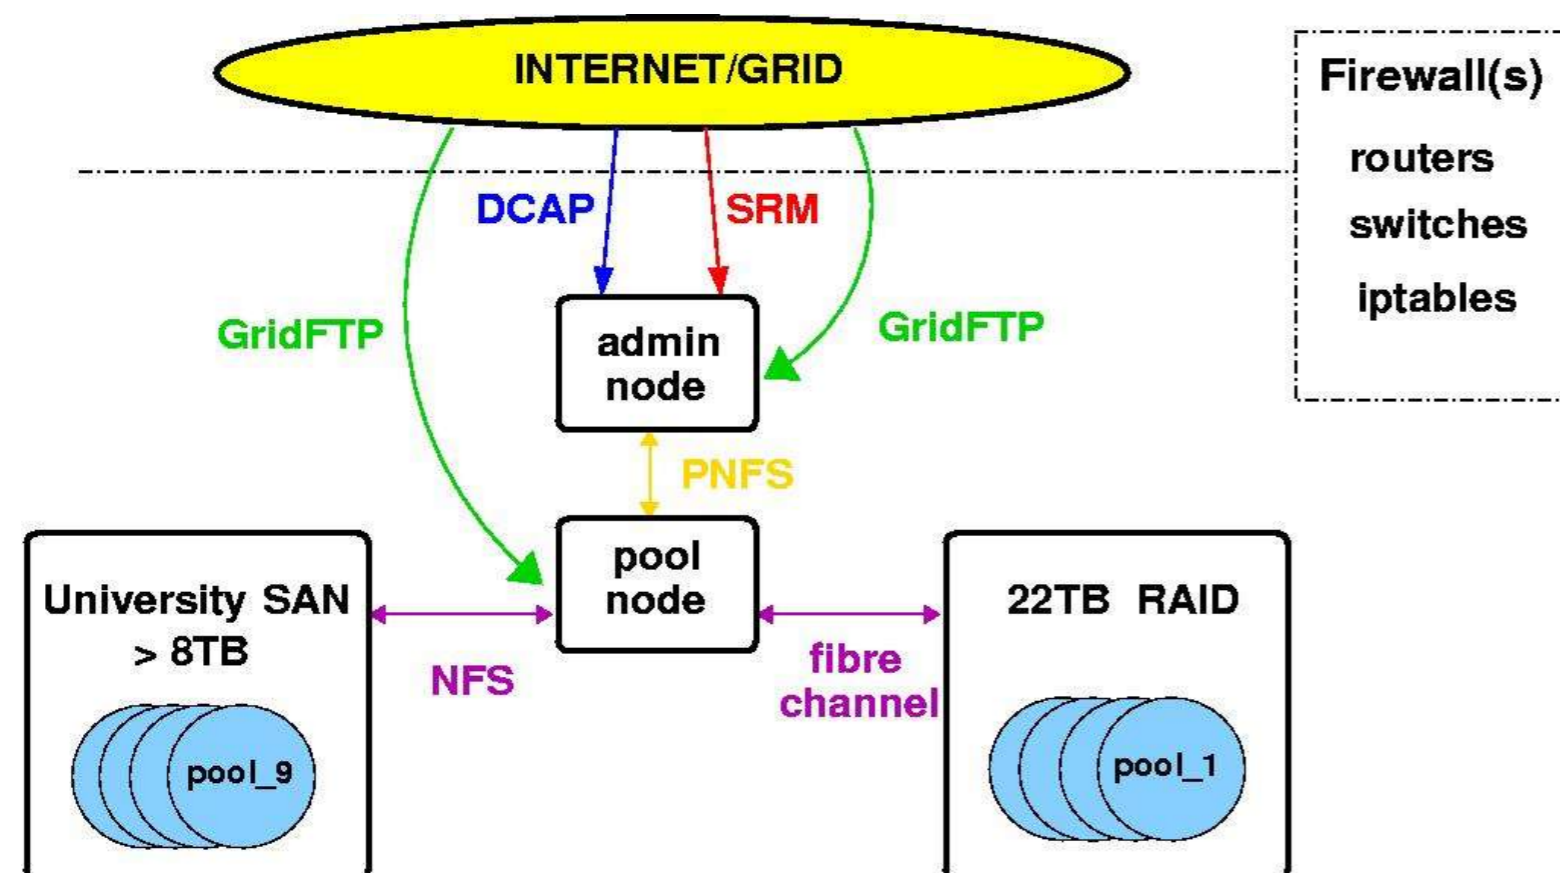 INTERNET/GRID
Firewall(s)
routers
switches
iptables
DCAP
SRM
GridFTP
GridFTP
admin
node
PNFS
pool
node
University SAN
> 8TB
NFS
fibre
channel
22TB RAID
pool_9
pool_1